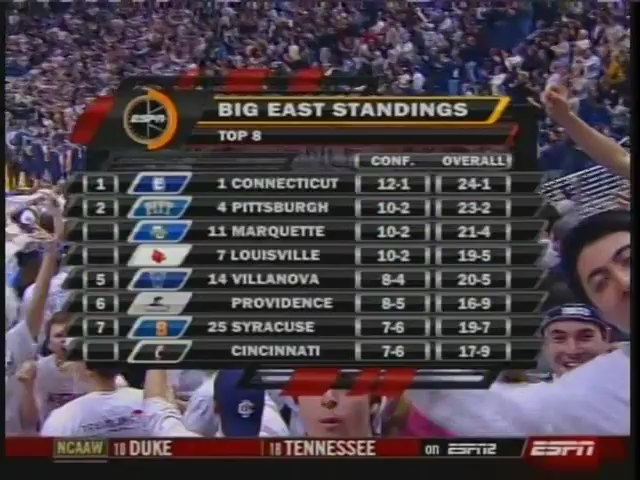 ESPN
BIG EAST STANDINGS
TOP 8
CONF. OVERALL
1 1 CONNECTICUT 12-1 24-1
2 PITT 4 PITTSBURGH 10-2 23-2
11 MARQUETTE 10-2 21-4
7 LOUISVILLE 10-2 19-5
5 14 VILLANOVA 8-4 20-5
6 PROVIDENCE 8-5 16-9
7 S 25 SYRACUSE 7-6 19-7
CINCINNATI 7-6 17-9
NCAAW 10 DUKE 18 TENNESSEE on ESPN2 ESPN